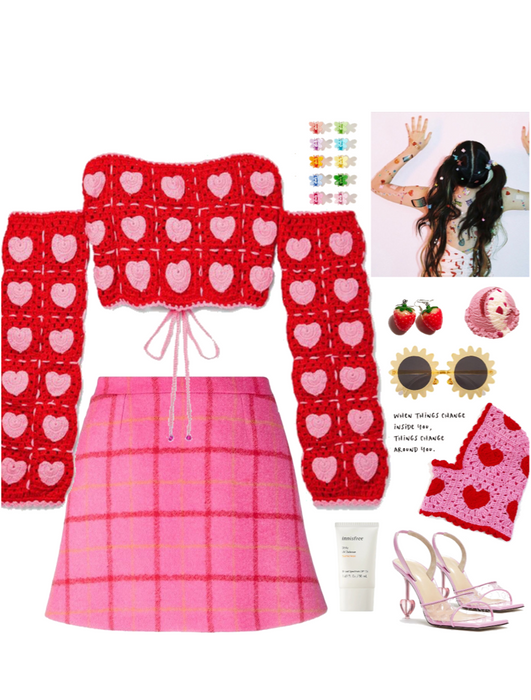 WHEN THINGS CHANGE
INSIDE YOU,
THINGS CHANGE
AROUND YOU.
innisfree